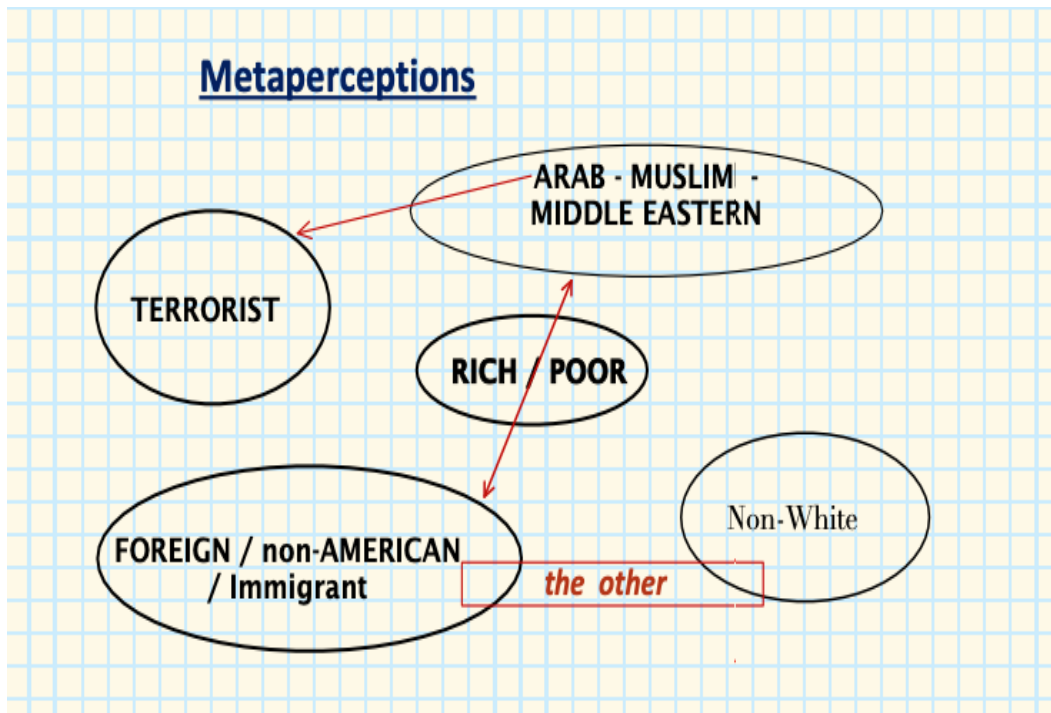 Metaperceptions
ARAB - MUSLIM -
MIDDLE EASTERN
TERRORIST
RICH / POOR
Non-White
FOREIGN / non-AMERICAN
/ Immigrant
the other